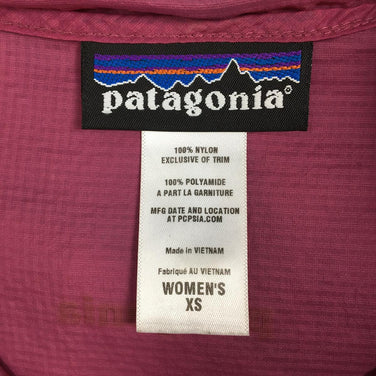 patagonia®
100% NYLON
EXCLUSIVE OF TRIM
100% POLYAMIDE
A PART LA GARNITURE
MFG DATE AND LOCATION
AT PCPSIA.COM
Made in VIETNAM
Fabriqué AU VIETNAM
WOMEN'S
XS